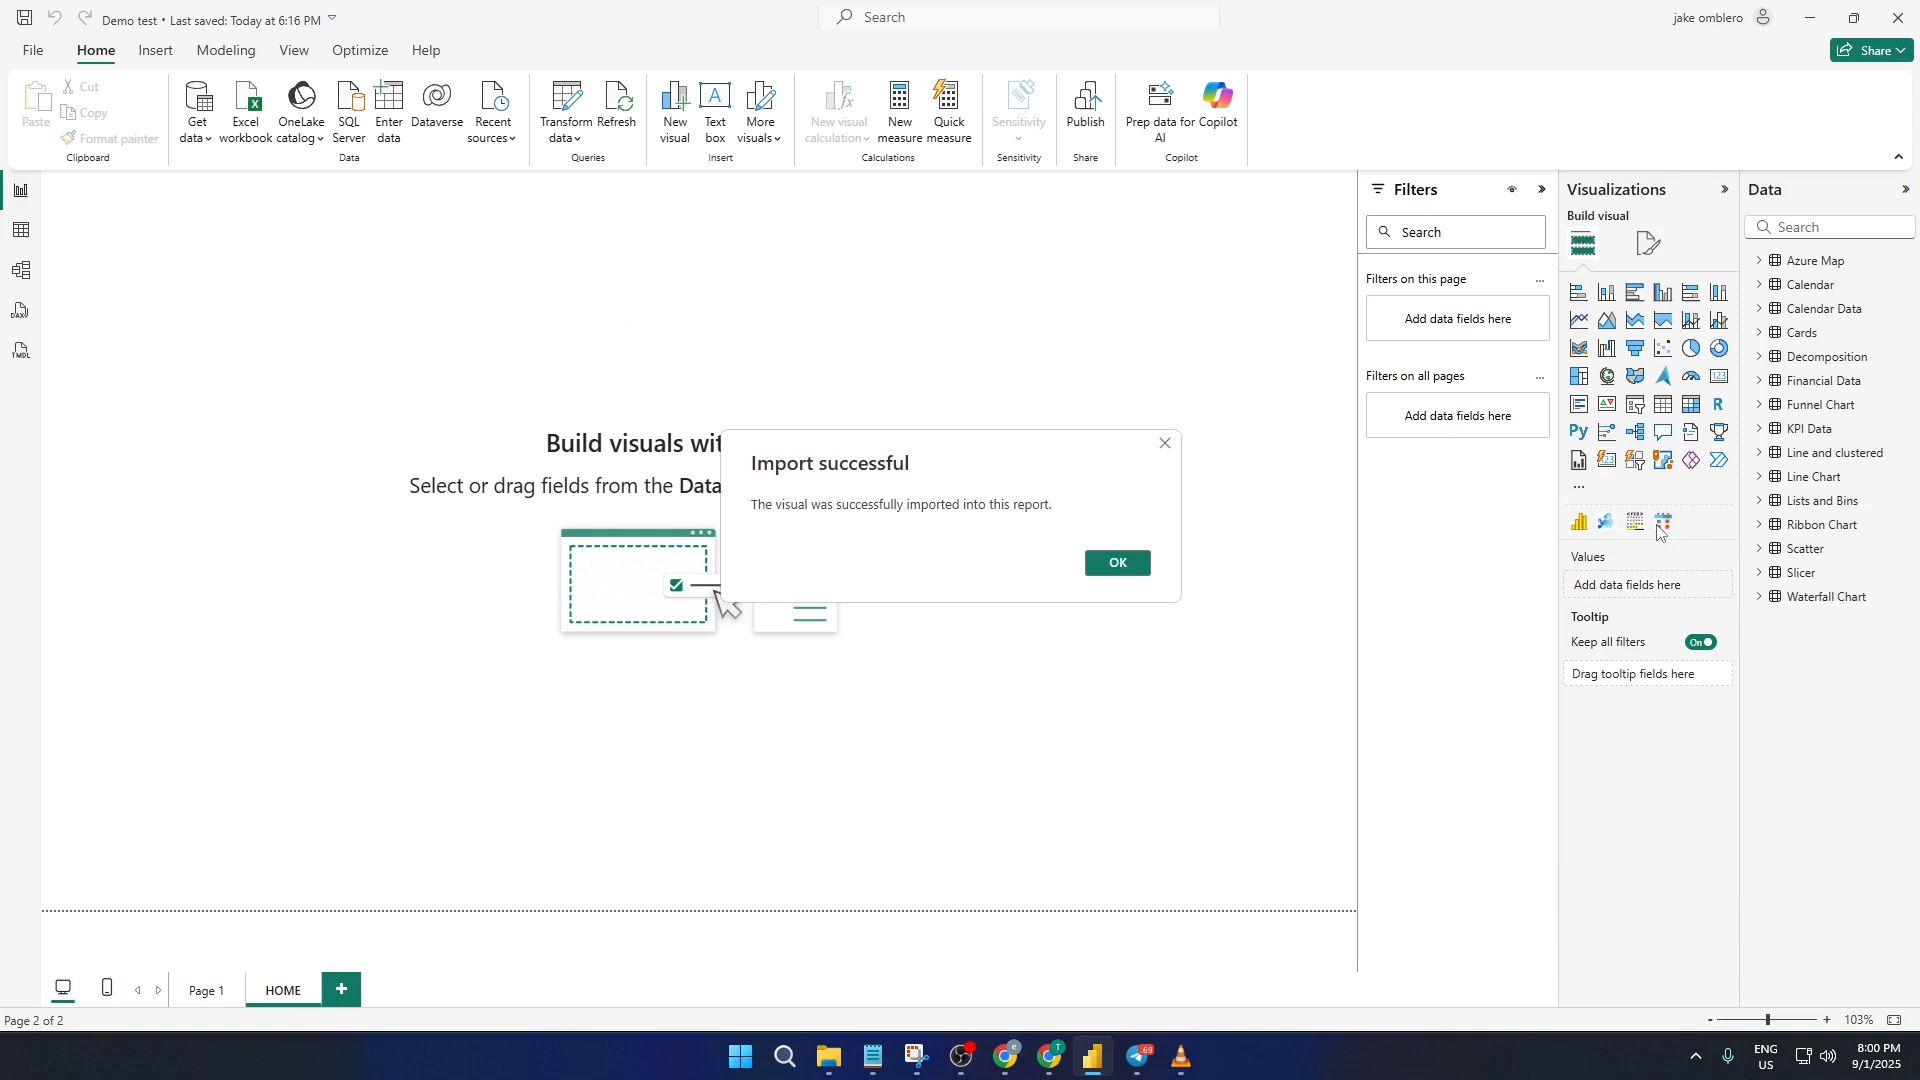 Demo test • Last saved: Today at 6:16 PM
Search
jake omblero
File
Home
Insert
Modeling
View
Optimize
Help
Share
Paste
Cut
Copy
Format painter
Clipboard
Get data
Excel workbook
OneLake catalog
SQL Server
Enter data
Dataverse
Recent sources
Data
Transform data
Refresh
Queries
New visual
Text box
More visuals
Insert
New visual calculation
New measure
Quick measure
Calculations
Sensitivity
Sensitivity
Publish
Share
Prep data for AI
Copilot
Copilot
DAX
TMDL
Build visuals wit
Select or drag fields from the Data
Import successful
The visual was successfully imported into this report.
OK
Filters
Search
Filters on this page
Add data fields here
Filters on all pages
Add data fields here
Visualizations
Build visual
123
R
Py
123
Values
Add data fields here
Tooltip
Keep all filters
On
Drag tooltip fields here
Data
Search
Azure Map
Calendar
Calendar Data
Cards
Decomposition
Financial Data
Funnel Chart
KPI Data
Line and clustered
Line Chart
Lists and Bins
Ribbon Chart
Scatter
Slicer
Waterfall Chart
Page 1
HOME
Page 2 of 2
103%
69
ENG
US
8:00 PM
9/1/2025